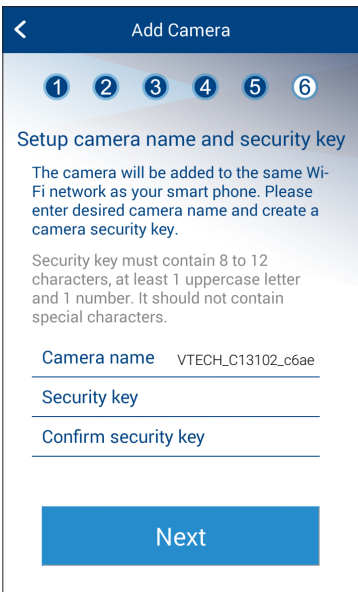 Add Camera
1 2 3 4 5 6
Setup camera name and security key
The camera will be added to the same Wi-
Fi network as your smart phone. Please
enter desired camera name and create a
camera security key.
Security key must contain 8 to 12
characters, at least 1 uppercase letter
and 1 number. It should not contain
special characters.
Camera name VTECH_C13102_c6ae
Security key
Confirm security key
Next